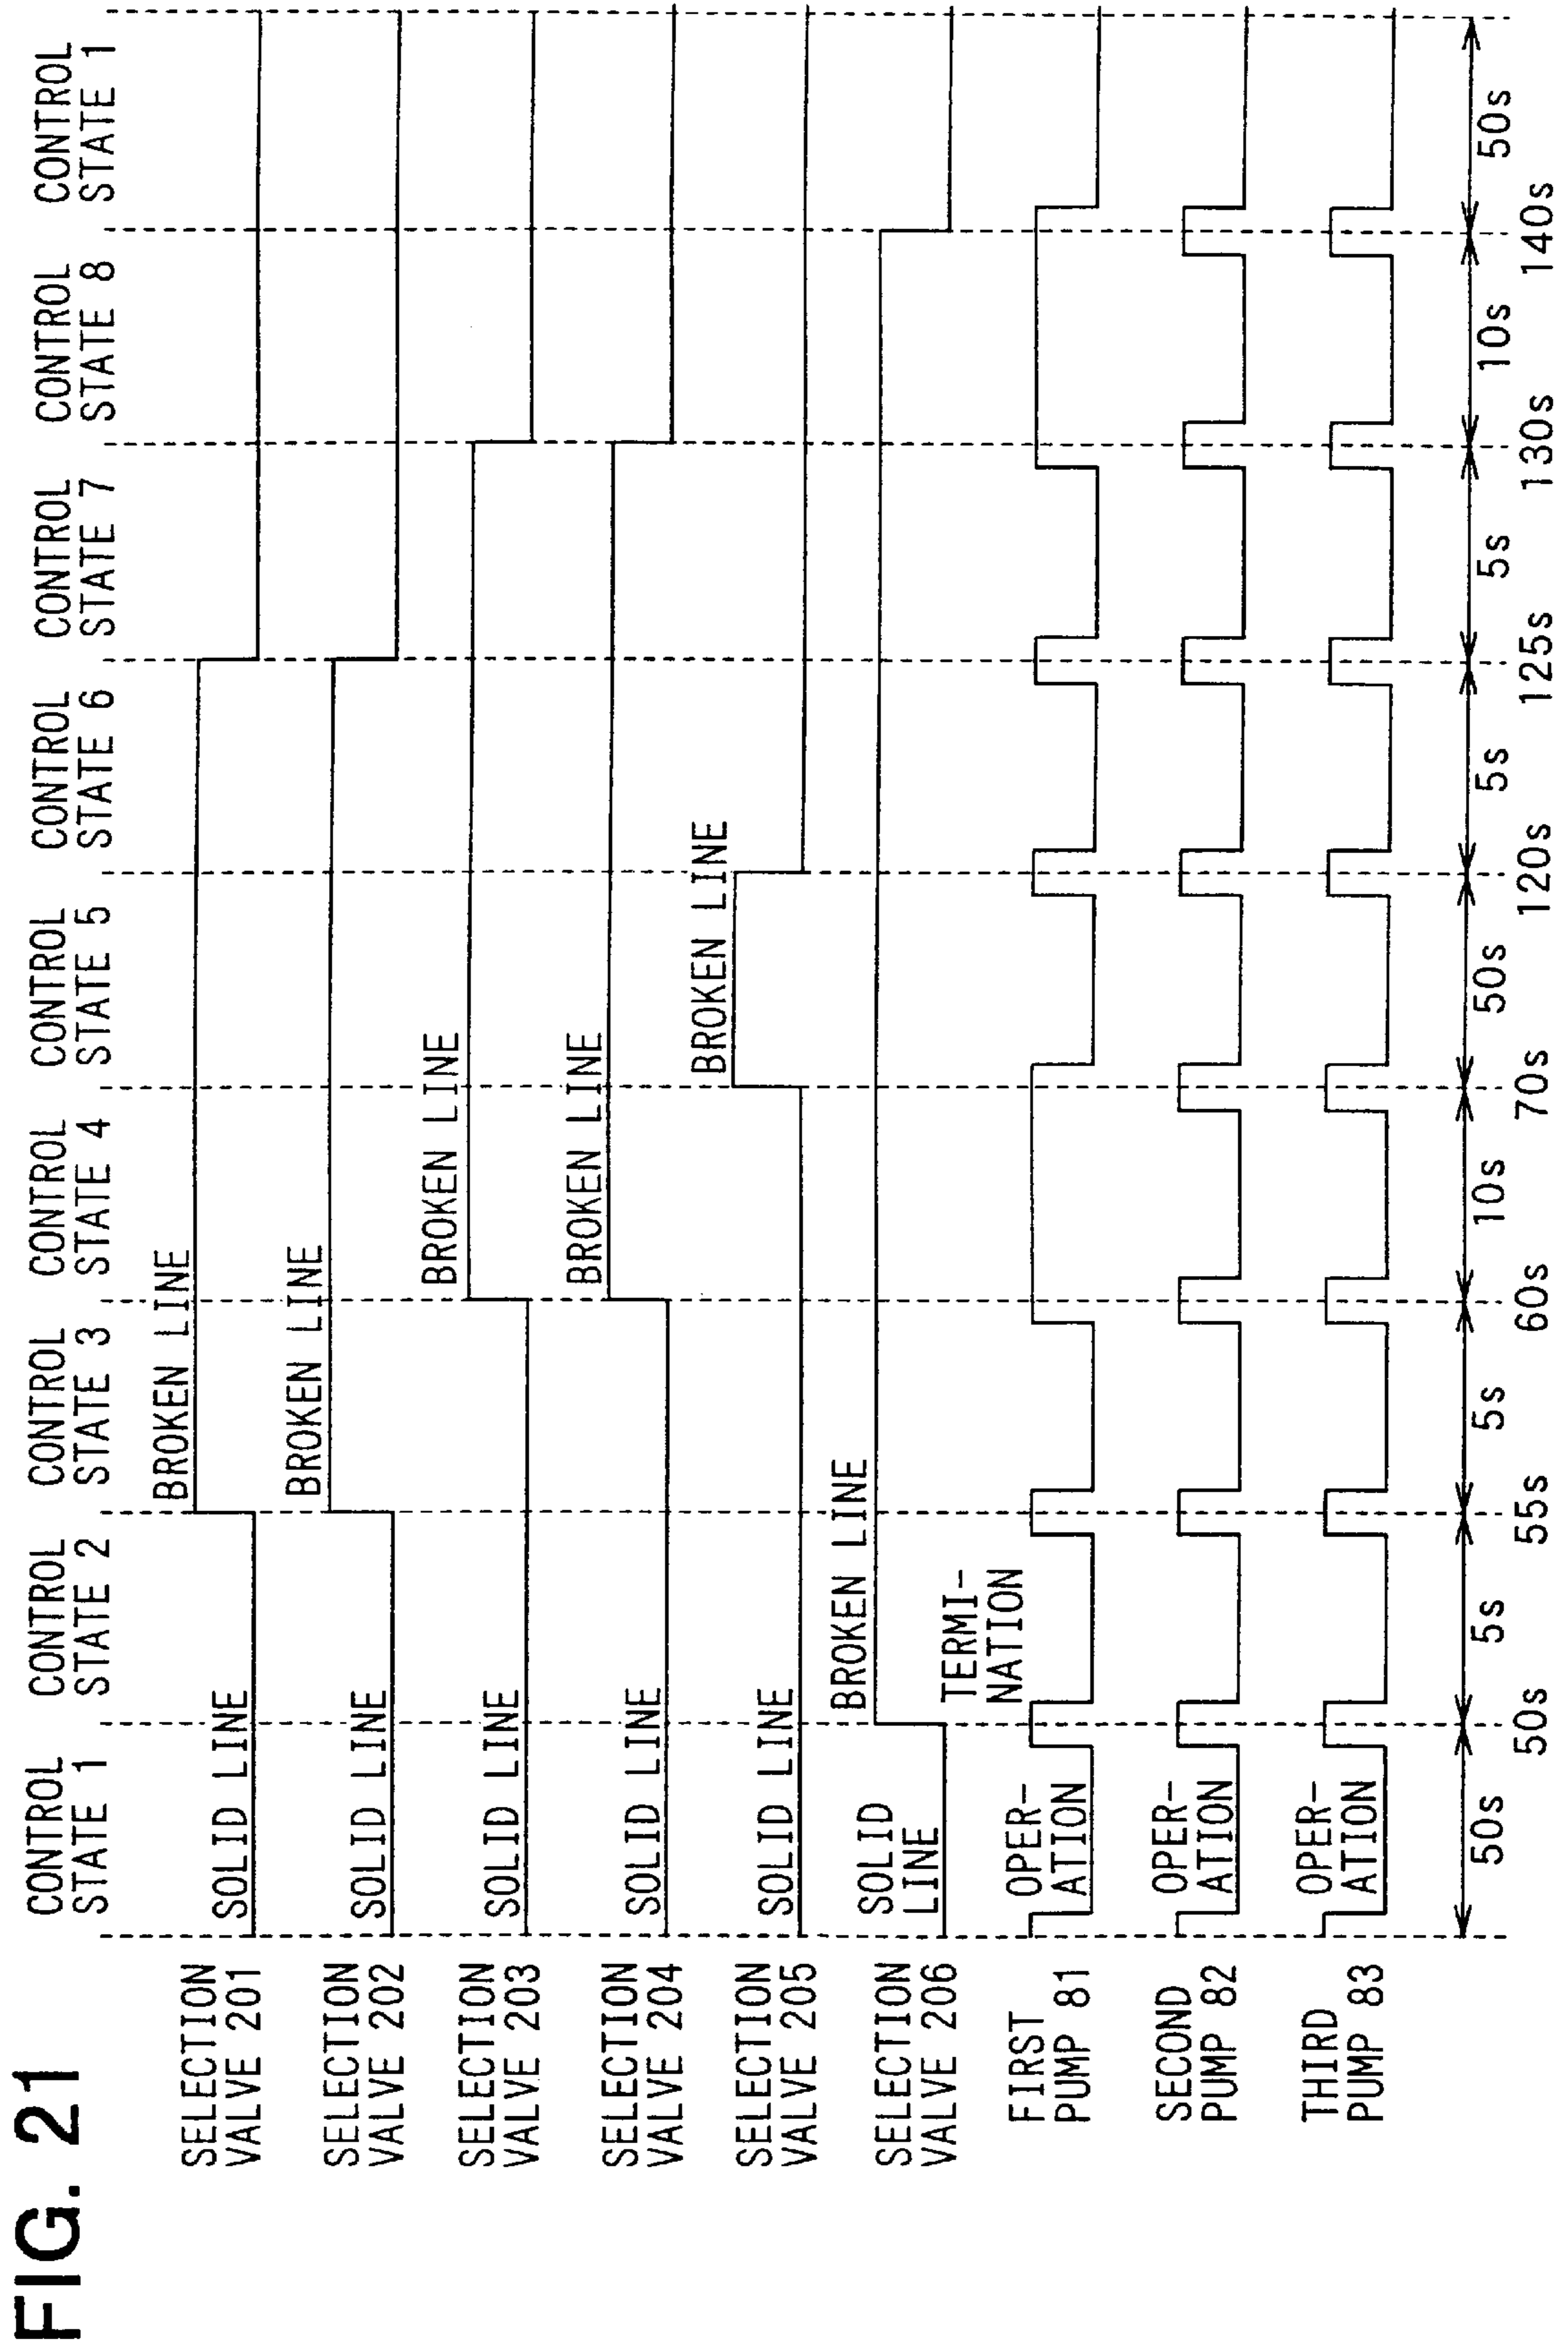 FIG. 21
CONTROL
STATE 1
CONTROL
STATE 2
CONTROL
STATE 3
CONTROL
STATE 4
CONTROL
STATE 5
CONTROL
STATE 6
CONTROL
STATE 7
CONTROL
STATE 8
CONTROL
STATE 1
SELECTION
VALVE 201
SOLID LINE
BROKEN LINE
SELECTION
VALVE 202
SOLID LINE
BROKEN LINE
SELECTION
VALVE 203
SOLID LINE
BROKEN LINE
SELECTION
VALVE 204
SOLID LINE
BROKEN LINE
SELECTION
VALVE 205
SOLID LINE
BROKEN LINE
SELECTION
VALVE 206
SOLID
LINE
BROKEN LINE
FIRST
PUMP 81
OPER-
ATION
TERMI-
NATION
SECOND
PUMP 82
OPER-
ATION
THIRD
PUMP 83
OPER-
ATION
50s
5s
5s
10s
50s
5s
5s
10s
50s
50s
55s
60s
70s
120s
125s
130s
140s